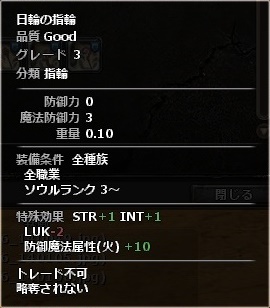 日輪の指輪
品質 Good
グレード 3
分類 指輪
防御力 0
魔法防御力 3
重量 0.10
装備条件 全種族
全職業
ソウルランク 3～
閉じる
特殊効果 STR+1 INT+1
LUK-2
防御魔法属性(火) +10
トレード不可
略奪されない